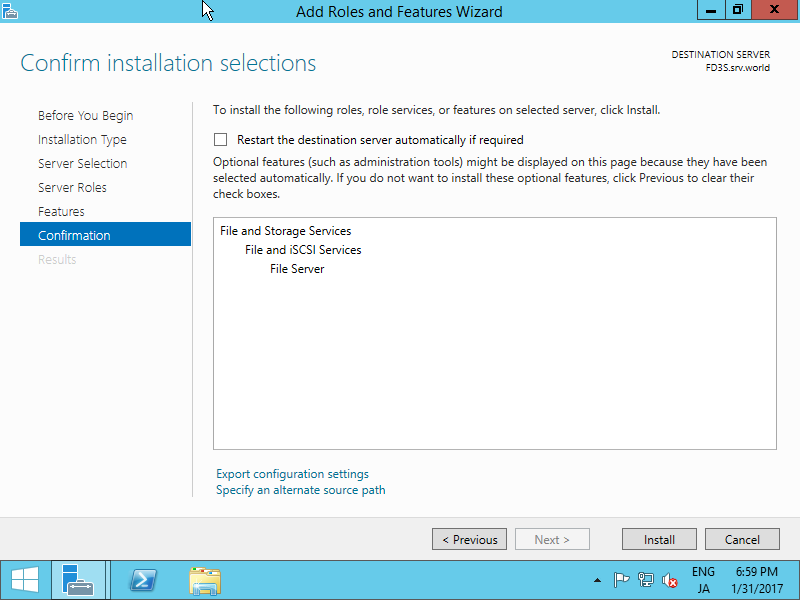 Add Roles and Features Wizard
Confirm installation selections
DESTINATION SERVER
FD3S.srv.world
Before You Begin
Installation Type
Server Selection
Server Roles
Features
Confirmation
Results
To install the following roles, role services, or features on selected server, click Install.
Restart the destination server automatically if required
Optional features (such as administration tools) might be displayed on this page because they have been
selected automatically. If you do not want to install these optional features, click Previous to clear their
check boxes.
File and Storage Services
File and iSCSI Services
File Server
Export configuration settings
Specify an alternate source path
< Previous
Next >
Install
Cancel
ENG
JA
6:59 PM
1/31/2017